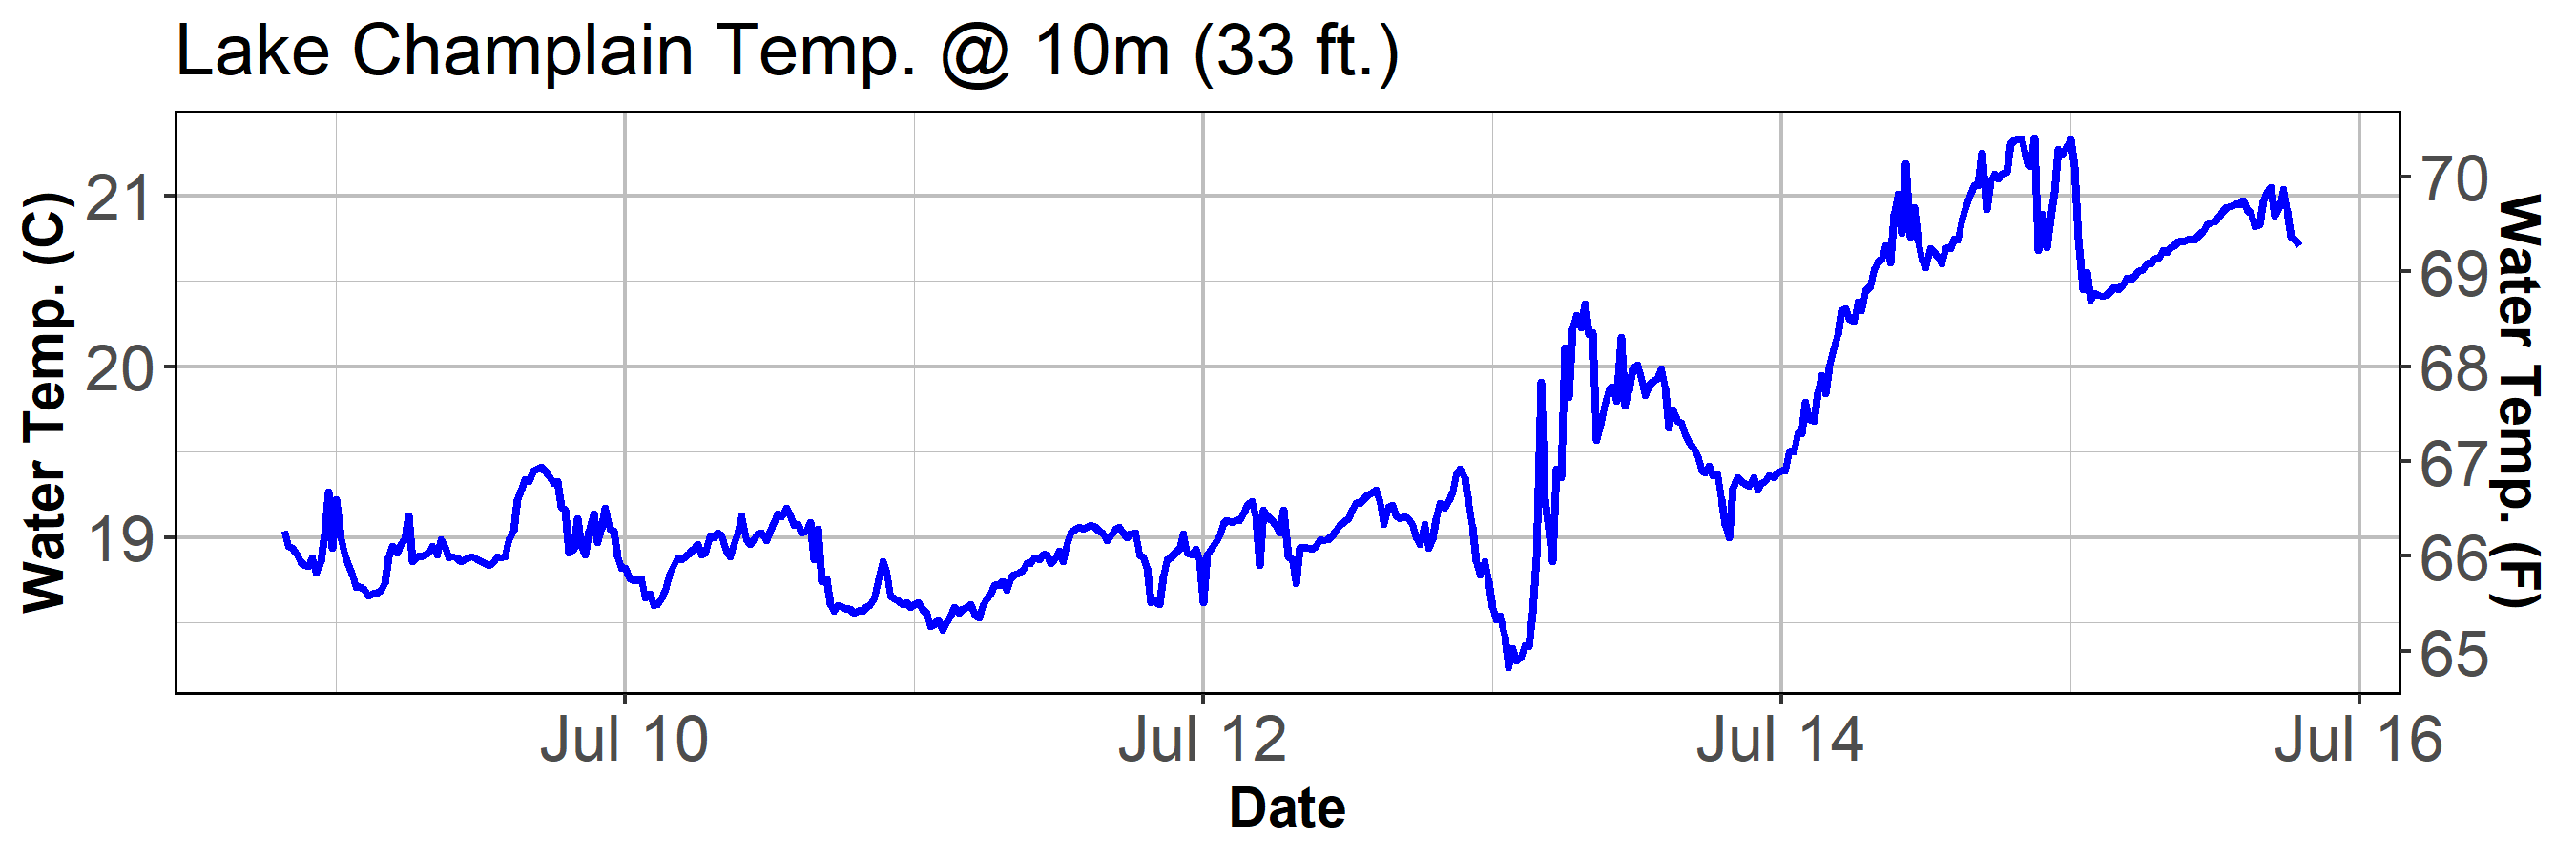 Lake Champlain Temp. @ 10m (33 ft.)
Water Temp. (C)
21
20
19
70
69
68
67
66
65
Water Temp. (F)
Jul 10
Jul 12
Jul 14
Jul 16
Date